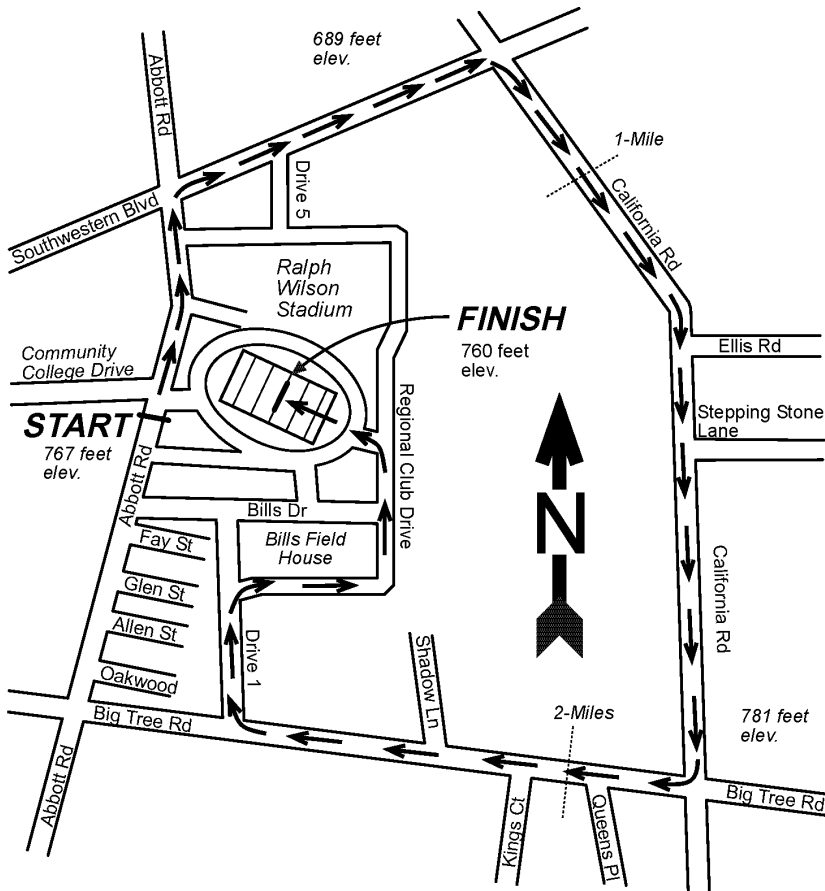 689 feet
elev.
Abbott Rd
1-Mile
Southwestern Blvd
Drive 5
California Rd
Ralph
Wilson
Stadium
FINISH
760 feet
elev.
Ellis Rd
Community
College Drive
START
767 feet
elev.
Regional Club Drive
Stepping Stone
Lane
Abbott Rd
Bills Dr
N
Fay St
Bills Field
House
Glen St
California Rd
Allen St
Drive 1
Shadow Ln
Oakwood
Big Tree Rd
2-Miles
781 feet
elev.
Abbott Rd
Kings Ct
Queens Pl
Big Tree Rd